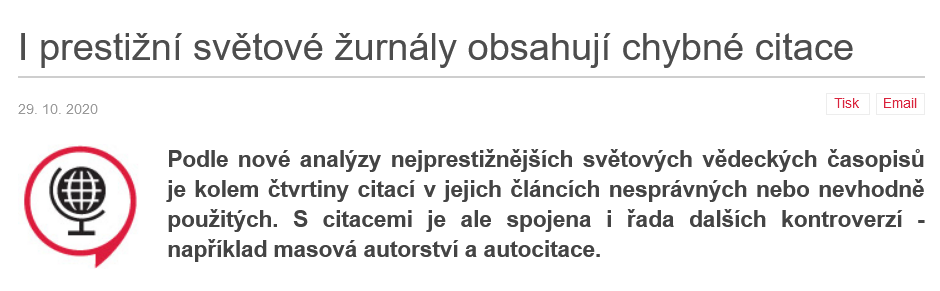 I prestižní světové žurnály obsahují chybné citace
29. 10. 2020
Tisk
Email
Podle nové analýzy nejprestižnějších světových vědeckých časopisů
je kolem čtvrtiny citací v jejich článcích nesprávných nebo nevhodně
použitých. S citacemi je ale spojena i řada dalších kontroverzí -
například masová autorství a autocitace.